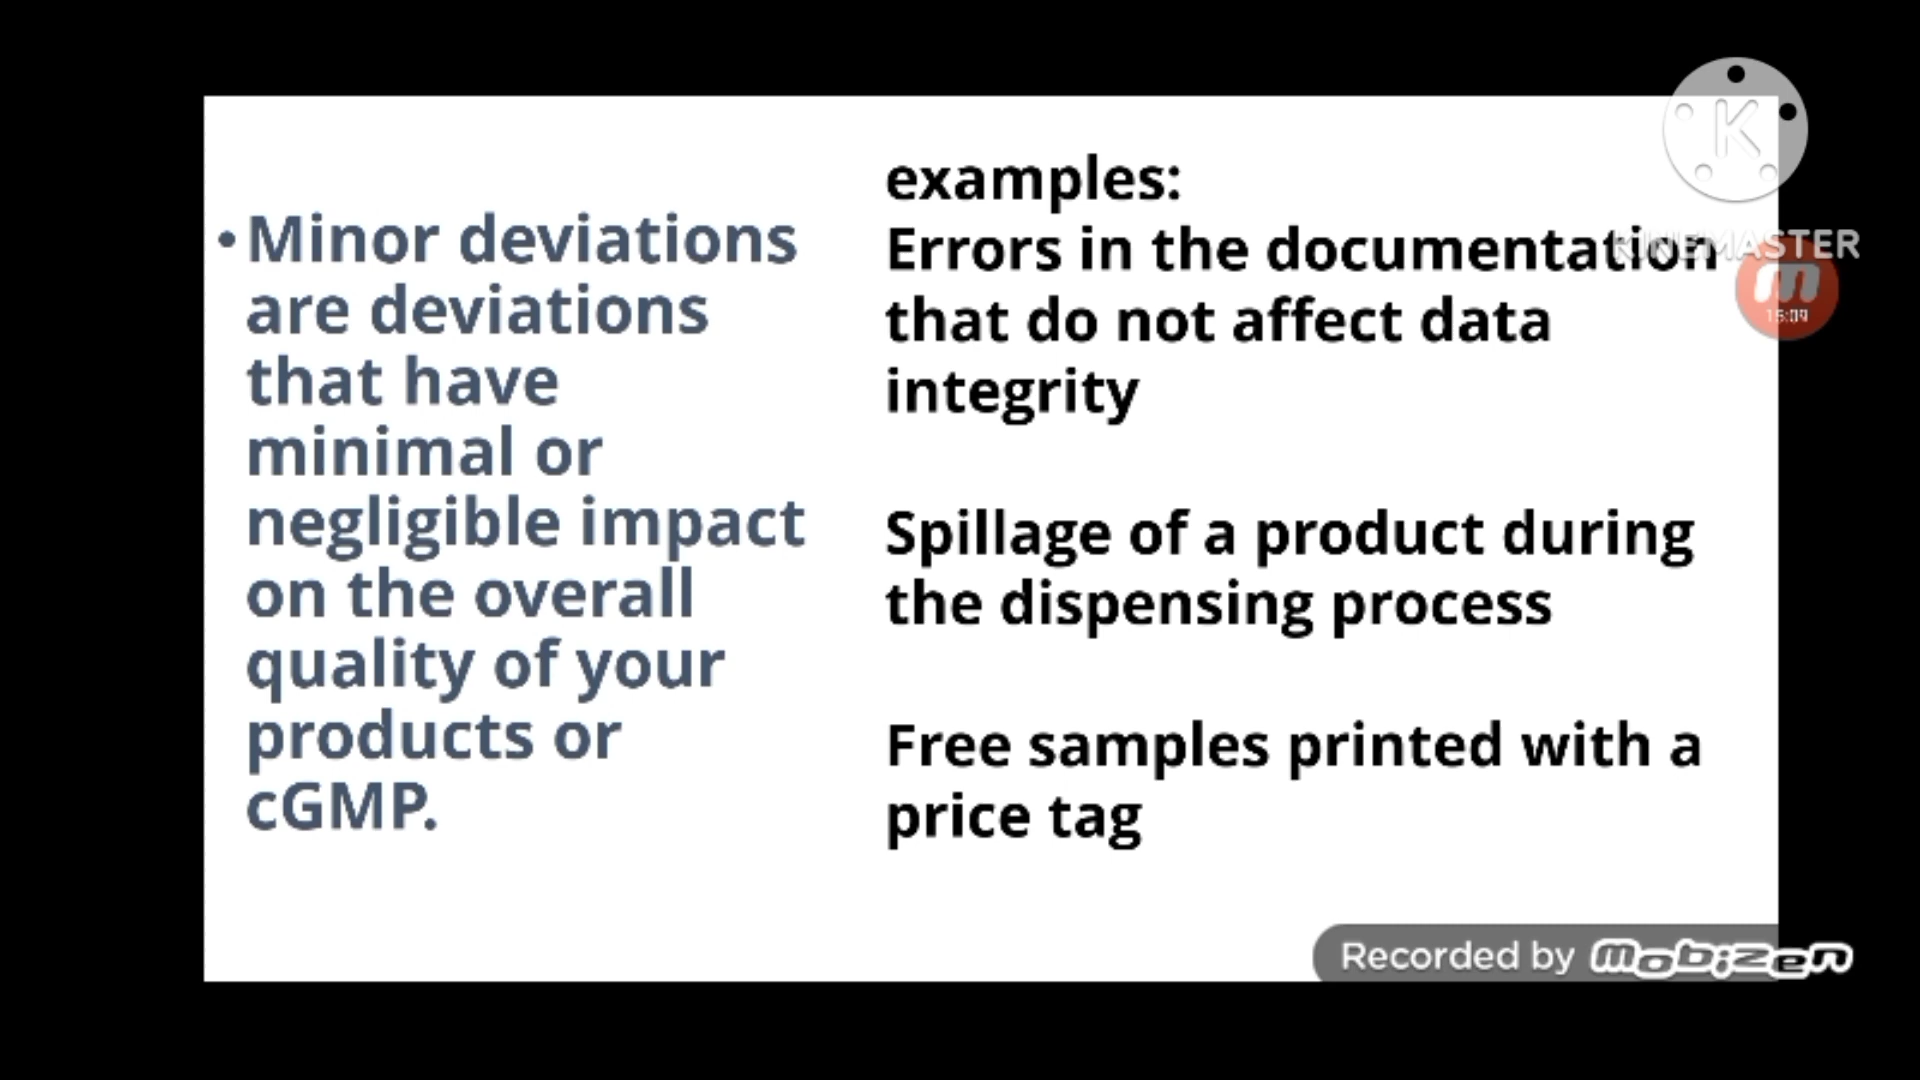 • Minor deviations
are deviations
that have
minimal or
negligible impact
on the overall
quality of your
products or
cGMP.
examples:
Errors in the documentation
that do not affect data
integrity
Spillage of a product during
the dispensing process
Free samples printed with a
price tag
K
KINEMASTER
m
15:09
Recorded by mobizen